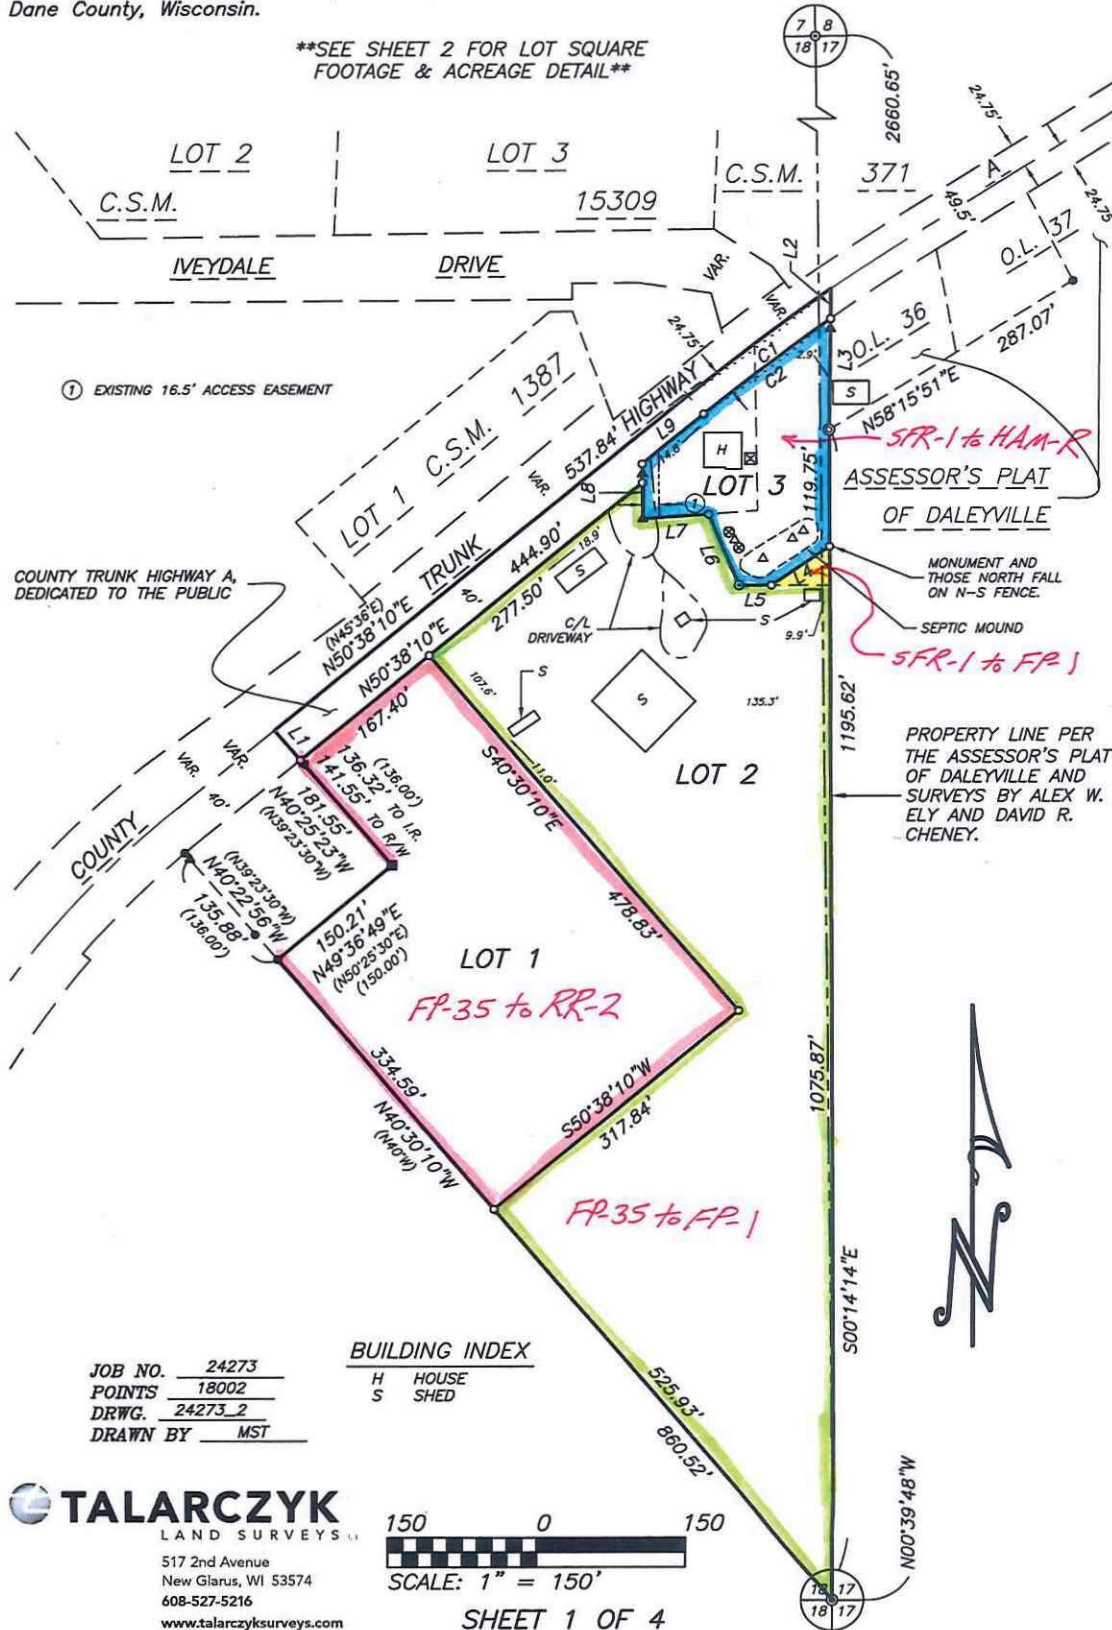 Dane County, Wisconsin.
**SEE SHEET 2 FOR LOT SQUARE
FOOTAGE & ACREAGE DETAIL**
7 8
18 17
2660.65'
24.75'
LOT 2
LOT 3
C.S.M.
371
A
C.S.M.
15309
49.5'
24.75'
O.L. 37
IVEYDALE
DRIVE
VAR.
L2
VAR.
O.L. 36
287.07'
24.75'
C1
2.9'
L3
C2
S
N58°15'51"E
① EXISTING 16.5' ACCESS EASEMENT
LOT 1 C.S.M. 1387
VAR.
VAR.
537.84'
HIGHWAY
L9
14.8'
H
SFR-1 to HAM-R
LOT 3
119.75'
ASSESSOR'S PLAT
OF DALEYVILLE
L8
1
L7
L6
L5
L4
MONUMENT AND
THOSE NORTH FALL
ON N-S FENCE.
COUNTY TRUNK HIGHWAY A,
DEDICATED TO THE PUBLIC
TRUNK
444.90'
40'
277.50'
18.9'
S
(N45°36'E)
N50°38'10"E
N50°38'10"E
C/L
DRIVEWAY
S
9.9'
SEPTIC MOUND
SFR-1 to FP-1
107.6'
S
S
135.3'
1195.62'
167.40'
L1
VAR.
VAR.
40'
COUNTY
136.32' TO I.R.
(136.00')
141.55' TO R/W
181.55'
N40°25'23"W
(N39°23'30"W)
11.0'
S40°30'10"E
LOT 2
PROPERTY LINE PER
THE ASSESSOR'S PLAT
OF DALEYVILLE AND
SURVEYS BY ALEX W.
ELY AND DAVID R.
CHENEY.
(N39°23'30"W)
N40°22'56"W
135.88'
(136.00')
150.21'
N49°36'49"E
(N50°25'30"E)
(150.00')
478.83'
LOT 1
FP-35 to RR-2
334.59'
N40°30'10"W
(N40°W)
S50°38'10"W
317.84'
1075.87'
FP-35 to FP-1
S00°14'14"E
N
JOB NO. 24273
POINTS 18002
DRWG. 24273_2
DRAWN BY MST
BUILDING INDEX
H HOUSE
S SHED
525.93'
860.52'
N00°39'48"W
TALARCZYK
LAND SURVEYS
517 2nd Avenue
New Glarus, WI 53574
608-527-5216
www.talarczyksurveys.com
150 0 150
SCALE: 1" = 150'
SHEET 1 OF 4
18 17
18 17